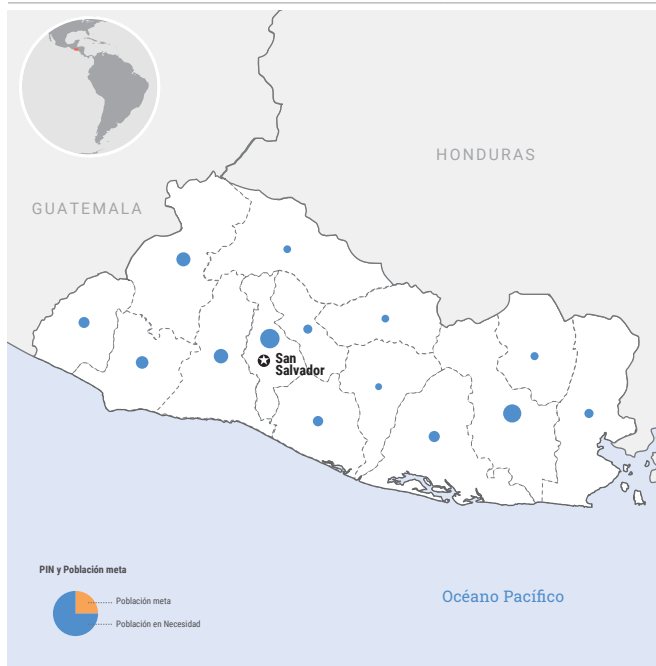 HONDURAS
GUATEMALA
San
Salvador
PIN y Población meta
Población meta
Población en Necesidad
Océano Pacífico